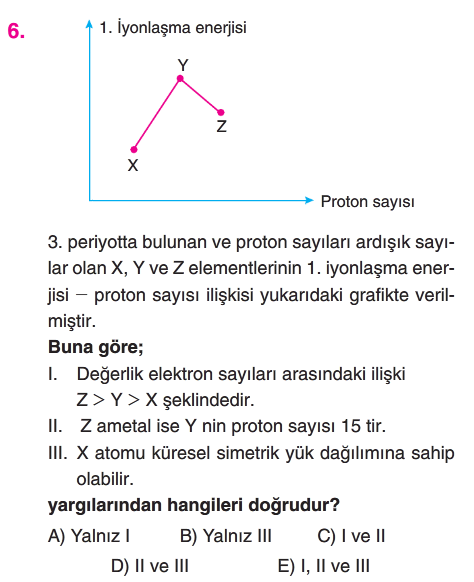 6.
1. İyonlaşma enerjisi
Y
Z
X
Proton sayısı
3. periyotta bulunan ve proton sayıları ardışık sayı-
lar olan X, Y ve Z elementlerinin 1. iyonlaşma ener-
jisi – proton sayısı ilişkisi yukarıdaki grafikte veril-
miştir.
Buna göre;
I. Değerlik elektron sayıları arasındaki ilişki
Z > Y > X şeklindedir.
II. Z ametal ise Y nin proton sayısı 15 tir.
III. X atomu küresel simetrik yük dağılımına sahip
olabilir.
yargılarından hangileri doğrudur?
A) Yalnız I B) Yalnız III C) I ve II
D) II ve III E) I, II ve III